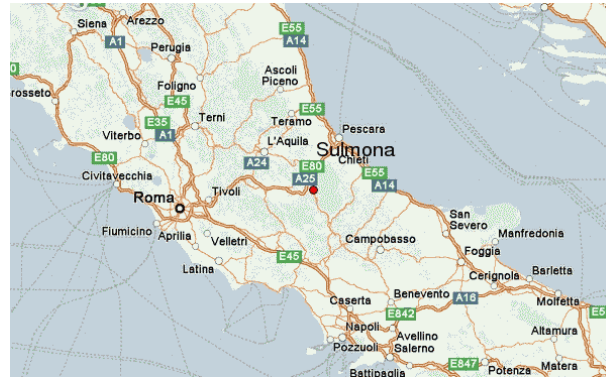 Siena
Arezzo
A1
E55
A14
Perugia
Grosseto
Foligno
E45
Ascoli
Piceno
E35
A1
Terni
Teramo
E55
Viterbo
L'Aquila
Pescara
Sulmona
E80
A24
E80
Chieti
A25
E55
A14
Civitavecchia
Roma
Tivoli
Fiumicino
Aprilia
Velletri
Latina
E45
Campobasso
San
Severo
Manfredonia
Foggia
Cerignola
Barletta
Caserta
Benevento
A16
Molfetta
E842
Napoli
Avellino
Pozzuoli
Salerno
Altamura
Battipaglia
E847
Potenza
Matera